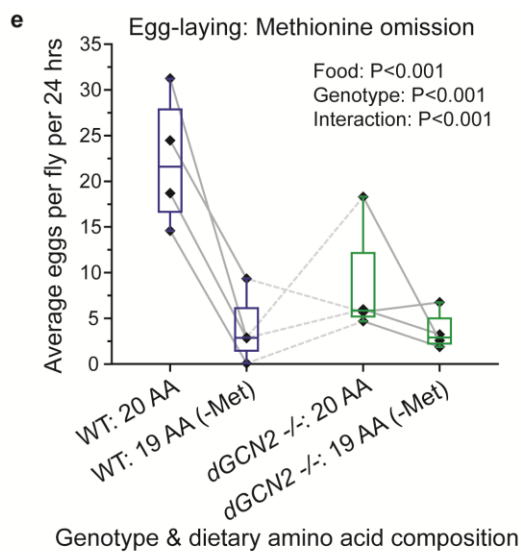 e
Egg-laying: Methionine omission
Food: P<0.001
Genotype: P<0.001
Interaction: P<0.001
Average eggs per fly per 24 hrs
35
30
25
20
15
10
5
0
WT: 20 AA
WT: 19 AA (-Met)
dGCN2 -/-: 20 AA
dGCN2 -/-: 19 AA (-Met)
Genotype & dietary amino acid composition